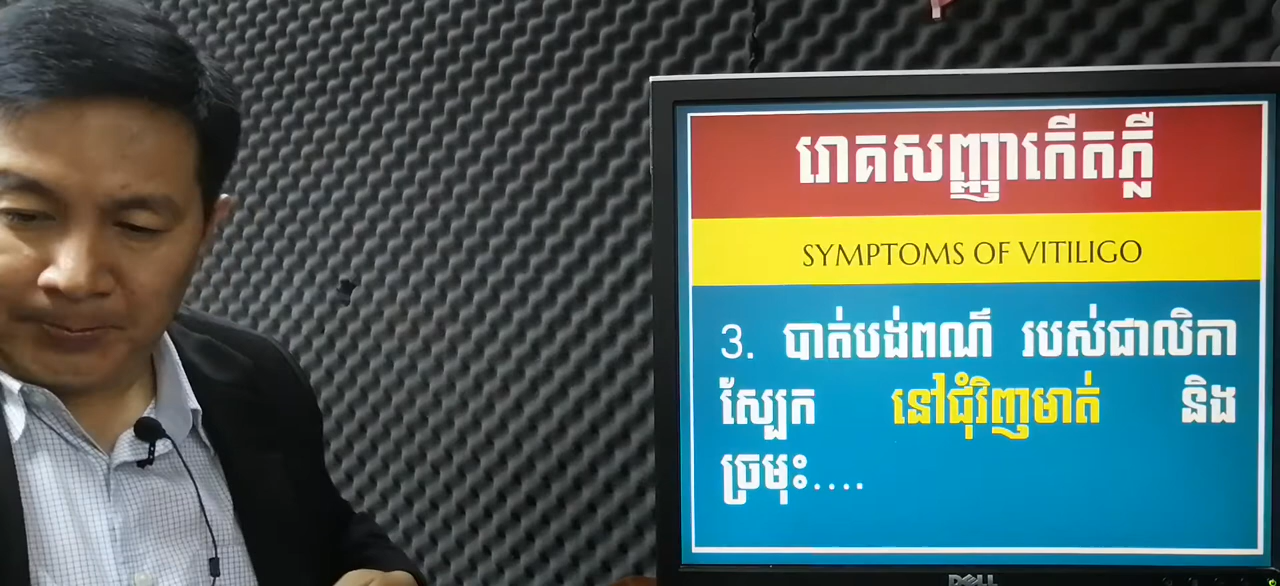 រោគសញ្ញាកើតភ្លឺ
SYMPTOMS OF VITILIGO
3. បាត់បង់ពណ៌ របស់ជាលិកា
ស្បែក នៅជុំវិញមាត់ និង
ច្រមុះ....
DELL